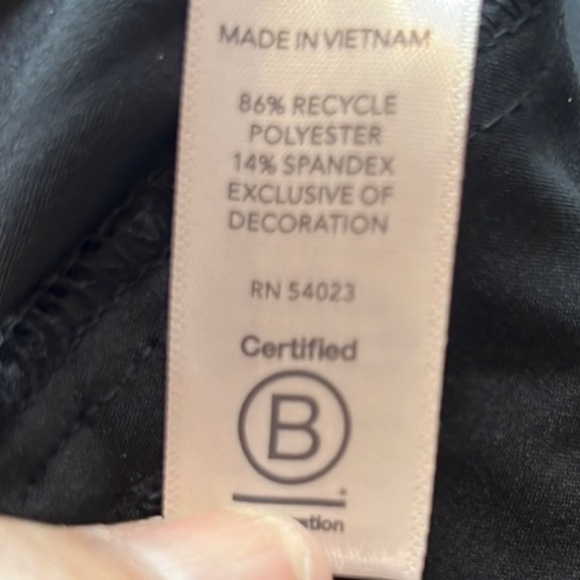 MADE IN VIETNAM
86% RECYCLE
POLYESTER
14% SPANDEX
EXCLUSIVE OF
DECORATION
RN 54023
Certified
B